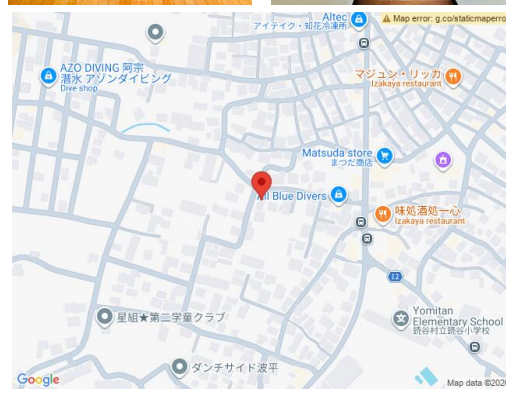 Altec
アイテイク・知花冷凍所
Map error: g.co/staticmaperro
AZO DIVING 阿宗
潜水 アゾンダイビング
Dive shop
マジュン・リッカ
Izakaya restaurant
Matsuda store
まつだ商店
All Blue Divers
味処酒処一心
Izakaya restaurant
12
Yomitan
Elementary School
読谷村立読谷小学校
星組★第二学童クラブ
ダンチサイド波平
Google
Map data ©202